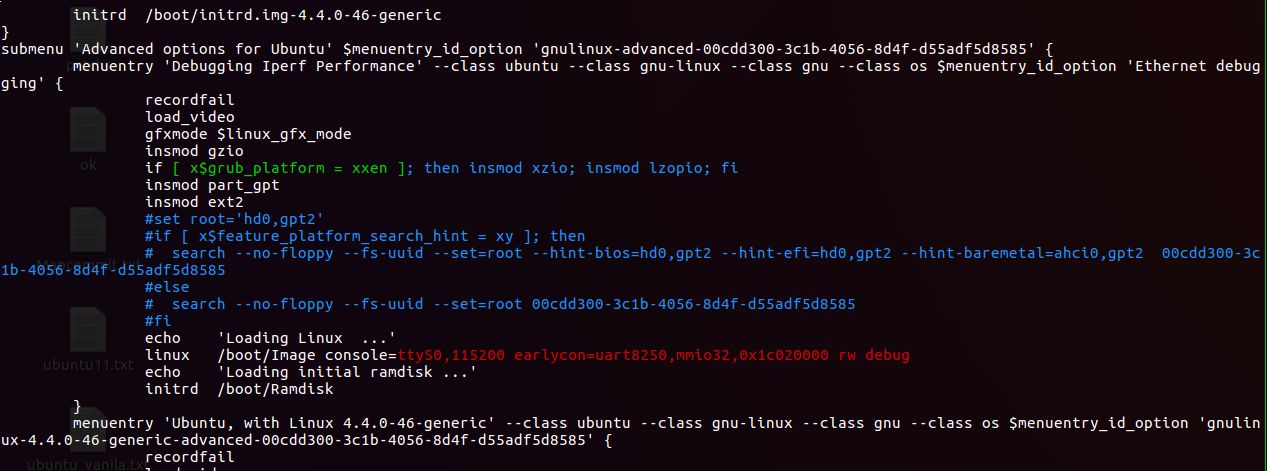 initrd  /boot/initrd.img-4.4.0-46-generic
}
submenu 'Advanced options for Ubuntu' $menuentry_id_option 'gnulinux-advanced-00cdd300-3c1b-4056-8d4f-d55adf5d8585' {
menuentry 'Debugging Iperf Performance' --class ubuntu --class gnu-linux --class gnu --class os $menuentry_id_option 'Ethernet debug
ging' {
recordfail
load_video
gfxmode $linux_gfx_mode
insmod gzio
if [ x$grub_platform = xxen ]; then insmod xzio; insmod lzopio; fi
insmod part_gpt
insmod ext2
#set root='hd0,gpt2'
#if [ x$feature_platform_search_hint = xy ]; then
#  search --no-floppy --fs-uuid --set=root --hint-bios=hd0,gpt2 --hint-efi=hd0,gpt2 --hint-baremetal=ahci0,gpt2  00cdd300-3c
1b-4056-8d4f-d55adf5d8585
#else
#  search --no-floppy --fs-uuid --set=root 00cdd300-3c1b-4056-8d4f-d55adf5d8585
#fi
echo    'Loading Linux  ...'
linux   /boot/Image console=ttyS0,115200 earlycon=uart8250,mmio32,0x1c020000 rw debug
echo    'Loading initial ramdisk ...'
initrd  /boot/Ramdisk
}
menuentry 'Ubuntu, with Linux 4.4.0-46-generic' --class ubuntu --class gnu-linux --class gnu --class os $menuentry_id_option 'gnulin
ux-4.4.0-46-generic-advanced-00cdd300-3c1b-4056-8d4f-d55adf5d8585' {
recordfail
ok
ubuntu11.txt
ubuntu_vanila.txt